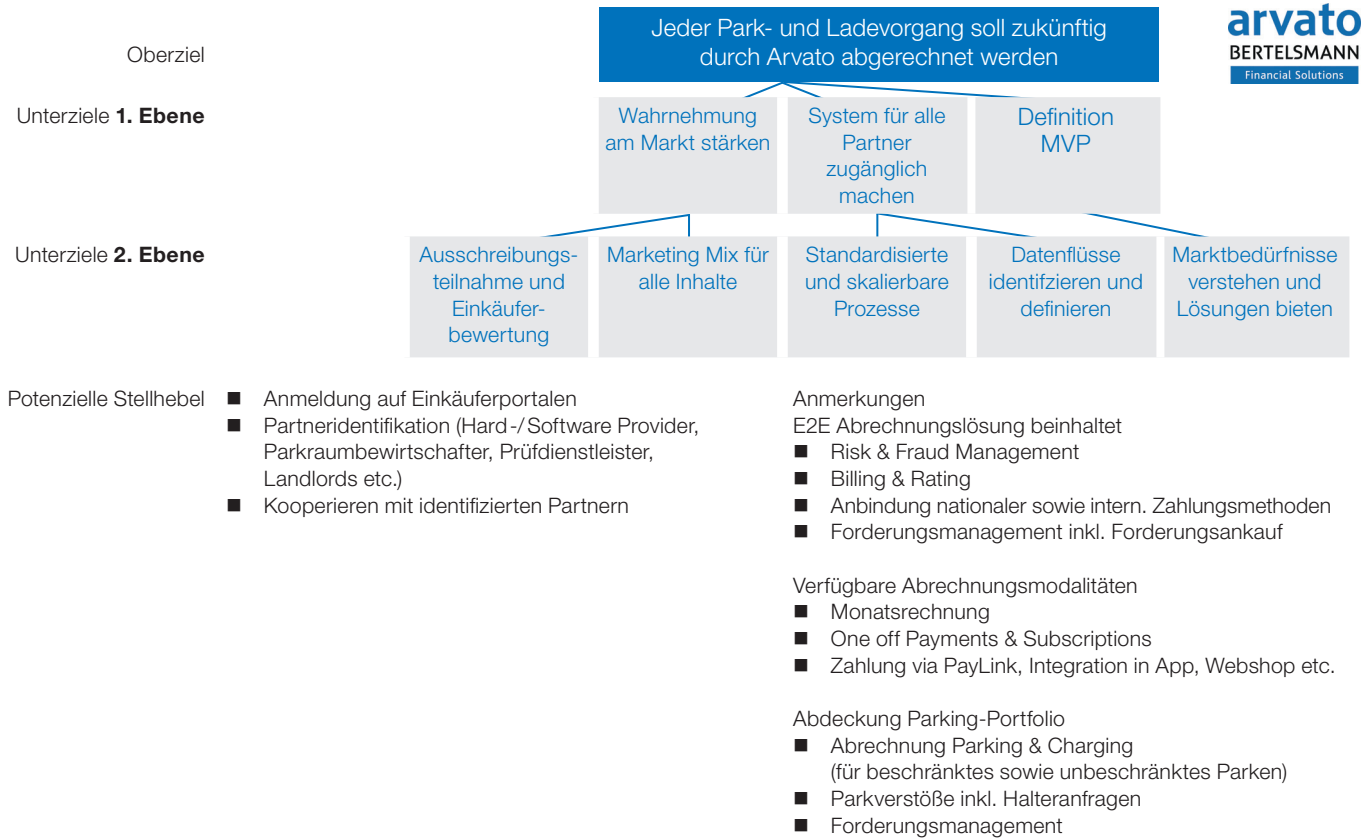 arvato
BERTELSMANN
Financial Solutions
Oberziel
Jeder Park- und Ladevorgang soll zukünftig
durch Arvato abgerechnet werden
Unterziele 1. Ebene
Wahrnehmung
am Markt stärken
System für alle
Partner
zugänglich
machen
Definition
MVP
Unterziele 2. Ebene
Ausschreibungs-
teilnahme und
Einkäufer-
bewertung
Marketing Mix für
alle Inhalte
Standardisierte
und skalierbare
Prozesse
Datenflüsse
identifzieren und
definieren
Marktbedürfnisse
verstehen und
Lösungen bieten
Potenzielle Stellhebel
■ Anmeldung auf Einkäuferportalen
■ Partneridentifikation (Hard-/Software Provider,
Parkraumbewirtschafter, Prüfdienstleister,
Landlords etc.)
■ Kooperieren mit identifizierten Partnern
Anmerkungen
E2E Abrechnungslösung beinhaltet
■ Risk & Fraud Management
■ Billing & Rating
■ Anbindung nationaler sowie intern. Zahlungsmethoden
■ Forderungsmanagement inkl. Forderungsankauf
Verfügbare Abrechnungsmodalitäten
■ Monatsrechnung
■ One off Payments & Subscriptions
■ Zahlung via PayLink, Integration in App, Webshop etc.
Abdeckung Parking-Portfolio
■ Abrechnung Parking & Charging
(für beschränktes sowie unbeschränktes Parken)
■ Parkverstöße inkl. Halteranfragen
■ Forderungsmanagement